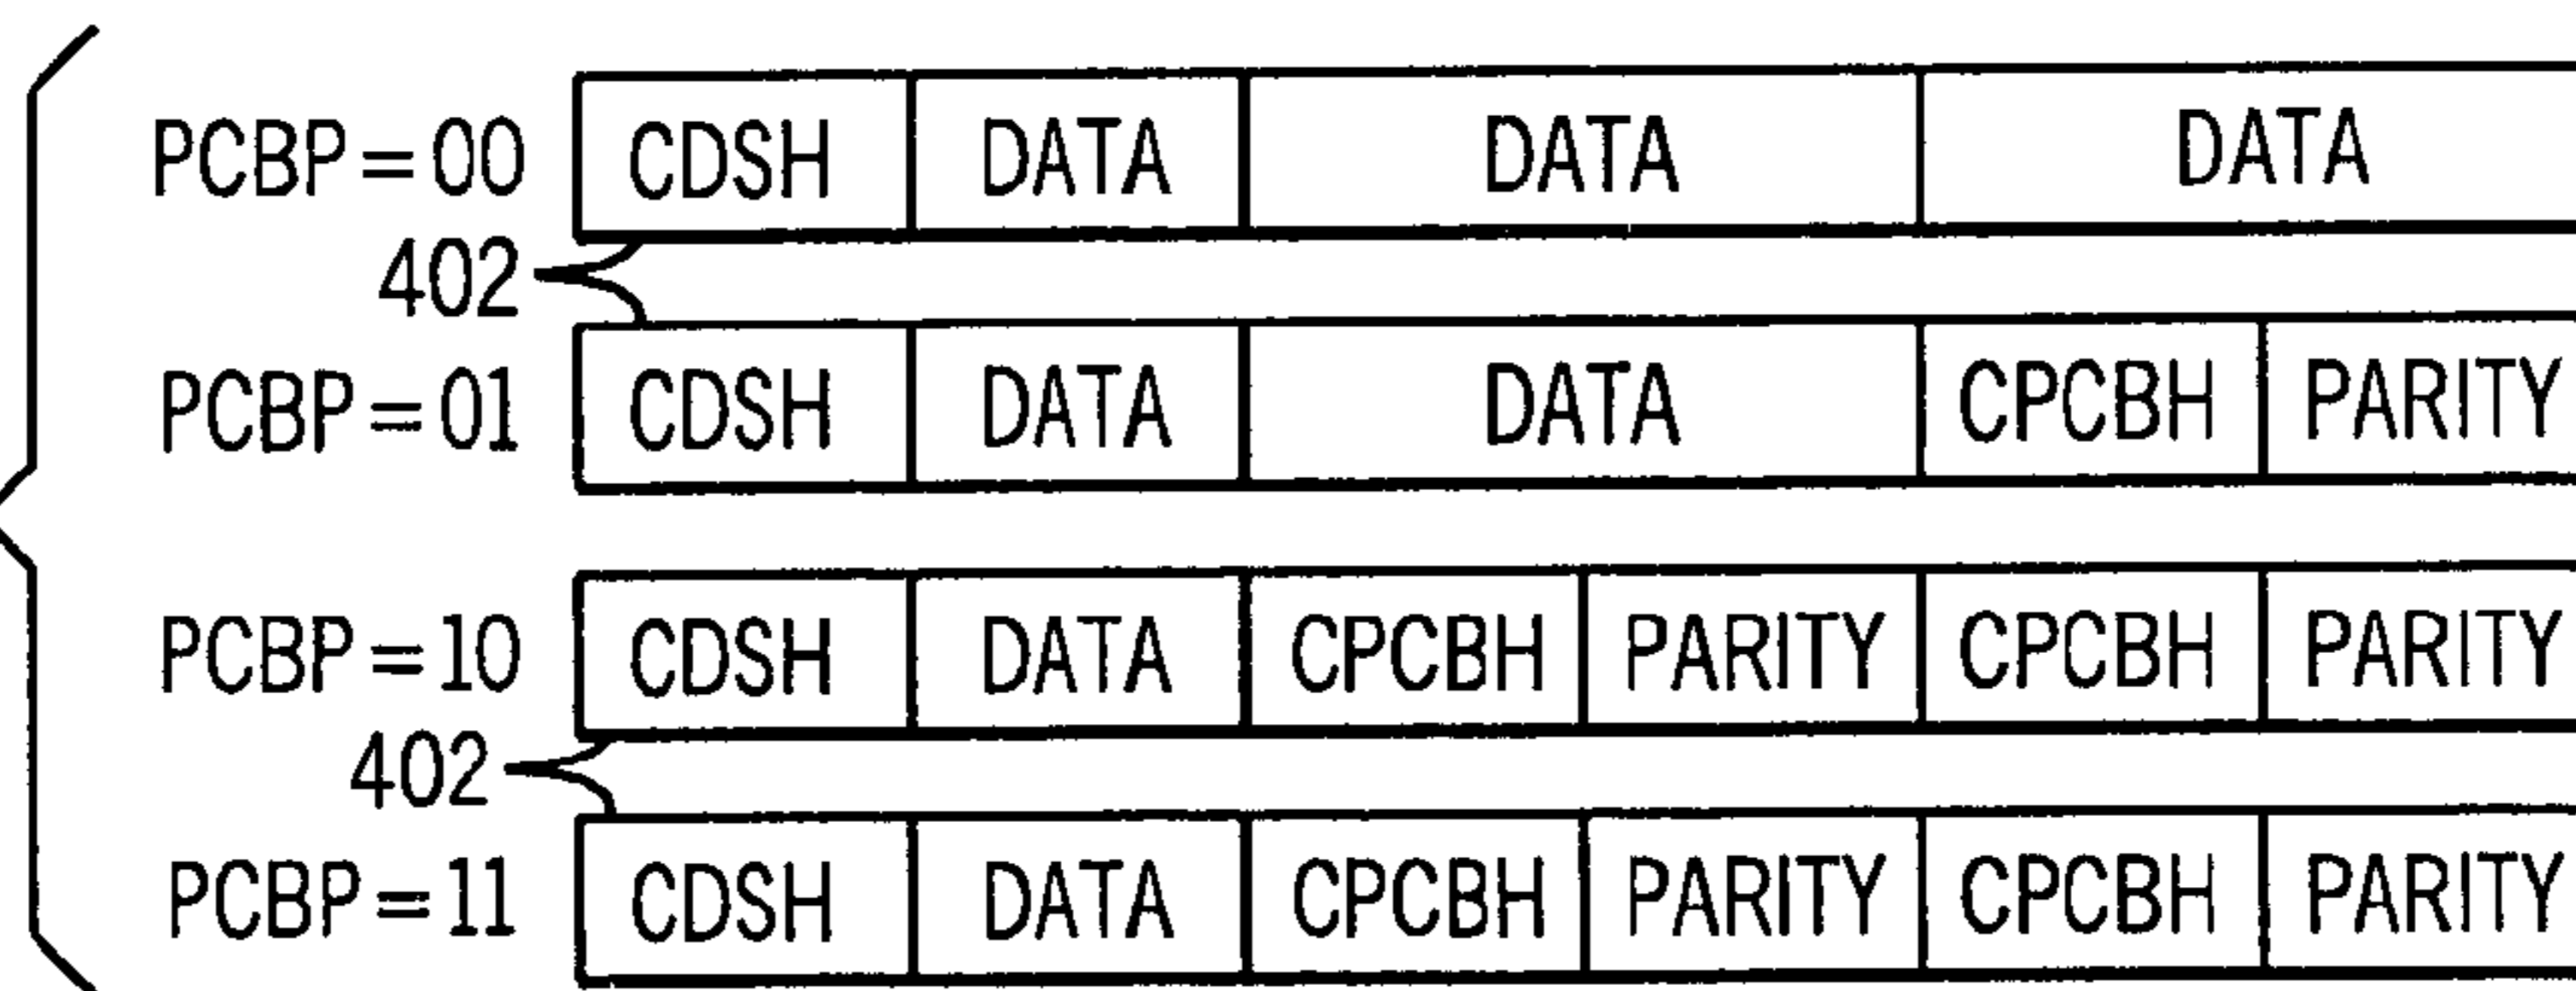 PCBP=00 CDSH DATA DATA DATA
402
PCBP=01 CDSH DATA DATA CPCBH PARITY
PCBP=10 CDSH DATA CPCBH PARITY CPCBH PARITY
402
PCBP=11 CDSH DATA CPCBH PARITY CPCBH PARITY